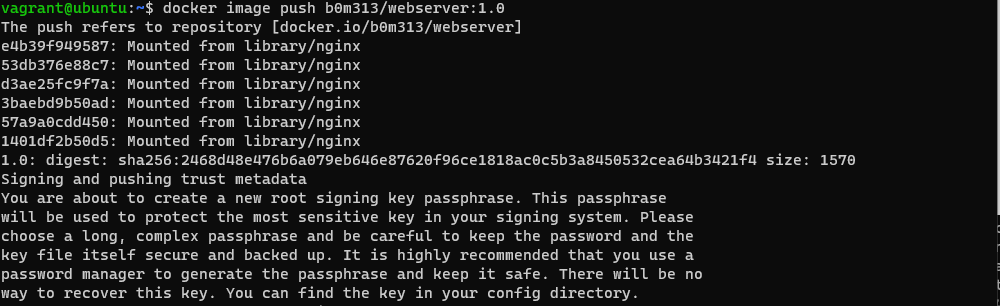 vagrant@ubuntu:~$ docker image push b0m313/webserver:1.0
The push refers to repository [docker.io/b0m313/webserver]
e4b39f949587: Mounted from library/nginx
53db376e88c7: Mounted from library/nginx
d3ae25fc9f7a: Mounted from library/nginx
3baebd9b50ad: Mounted from library/nginx
57a9a0cdd450: Mounted from library/nginx
1401df2b50d5: Mounted from library/nginx
1.0: digest: sha256:2468d48e476b6a079eb646e87620f96ce1818ac0c5b3a8450532cea64b3421f4 size: 1570
Signing and pushing trust metadata
You are about to create a new root signing key passphrase. This passphrase
will be used to protect the most sensitive key in your signing system. Please
choose a long, complex passphrase and be careful to keep the password and the
key file itself secure and backed up. It is highly recommended that you use a
password manager to generate the passphrase and keep it safe. There will be no
way to recover this key. You can find the key in your config directory.